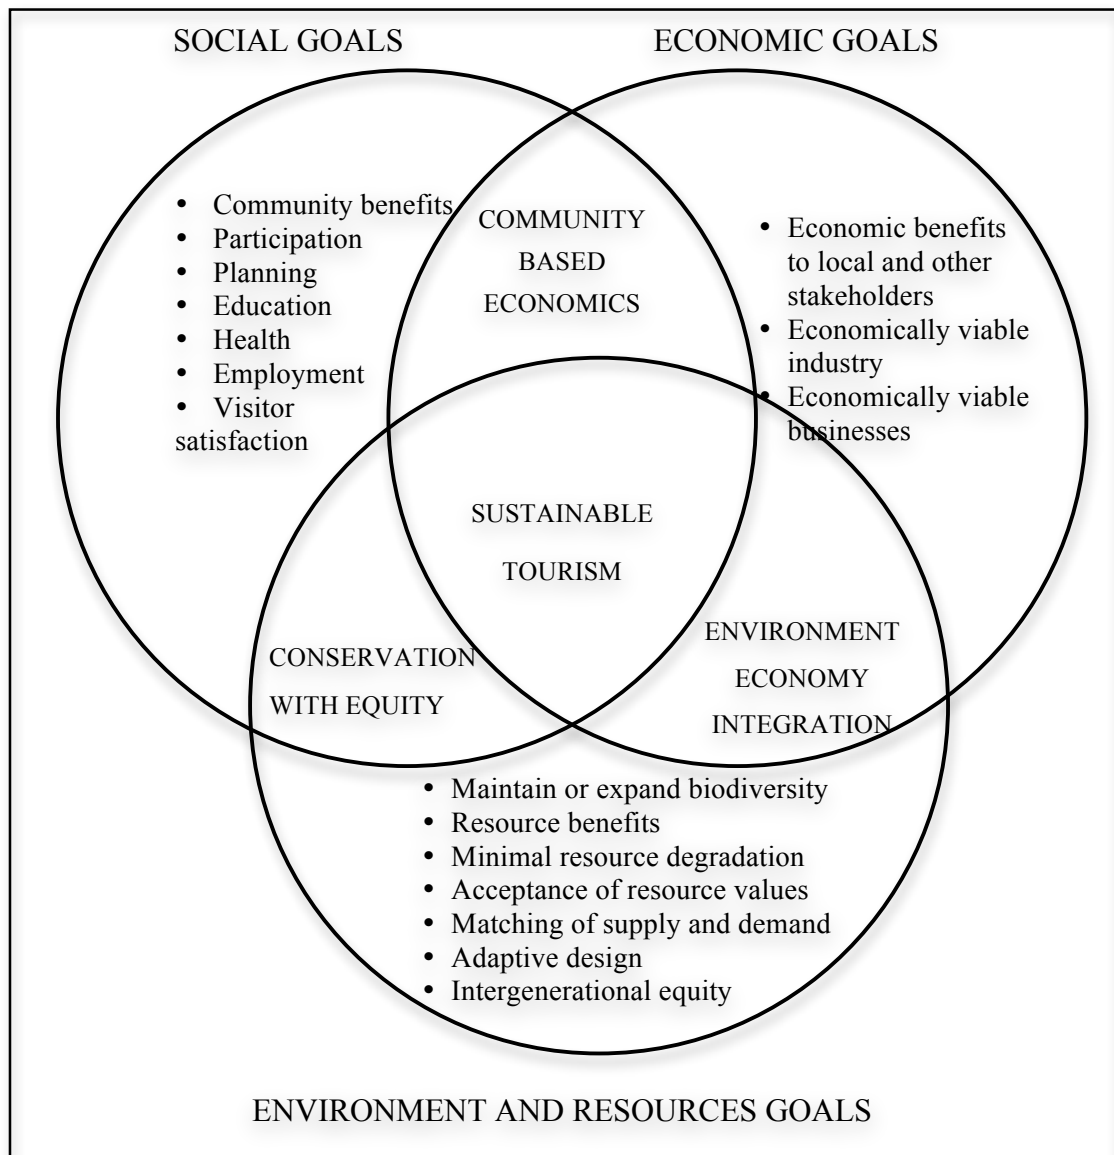 SOCIAL GOALS
ECONOMIC GOALS
• Community benefits
• Participation
• Planning
• Education
• Health
• Employment
• Visitor
satisfaction
COMMUNITY
BASED
ECONOMICS
• Economic benefits
to local and other
stakeholders
• Economically viable
industry
• Economically viable
businesses
SUSTAINABLE
TOURISM
CONSERVATION
WITH EQUITY
ENVIRONMENT
ECONOMY
INTEGRATION
• Maintain or expand biodiversity
• Resource benefits
• Minimal resource degradation
• Acceptance of resource values
• Matching of supply and demand
• Adaptive design
• Intergenerational equity
ENVIRONMENT AND RESOURCES GOALS